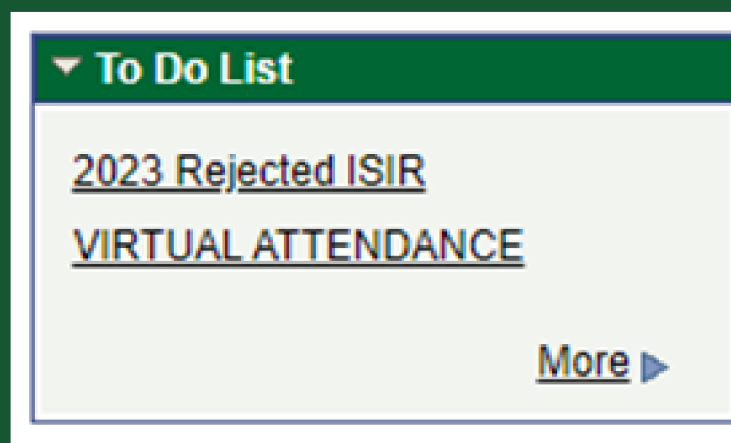 To Do List
2023 Rejected ISIR
VIRTUAL ATTENDANCE
More